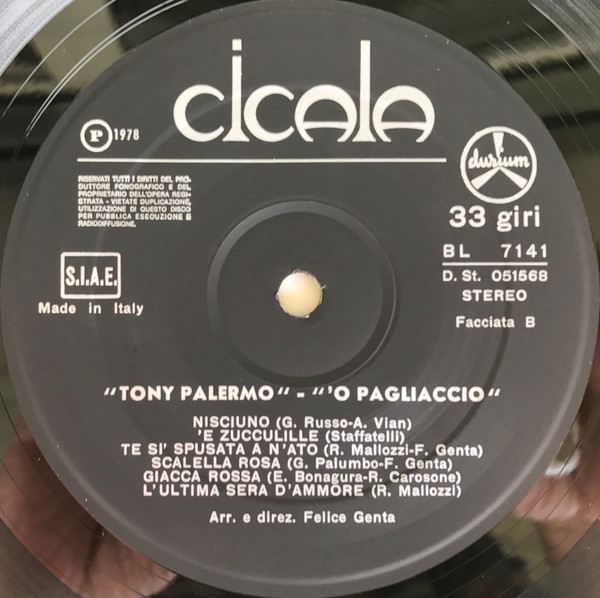 cicala
P 1978
durium
RISERVATI TUTTI I DIRITTI DEL PRO-
DUTTORE FONOGRAFICO E DEL
PROPRIETARIO DELL'OPERA REGI-
STRATA - VIETATE DUPLICAZIONE,
UTILIZZAZIONE DI QUESTO DISCO
PER PUBBLICA ESECUZIONE E
RADIODIFFUSIONE.
33 giri
BL 7141
D. St. 051568
STEREO
Facciata B
S.I.A.E.
Made in Italy
"TONY PALERMO" - "'O PAGLIACCIO"
NISCIUNO (G. Russo-A. Vian)
'E ZUCCULILLE (Staffatelli)
TE SI' SPUSATA A N'ATO (R. Mallozzi-F. Genta)
SCALELLA ROSA (G. Palumbo-F. Genta)
GIACCA ROSSA (E. Bonagura-R. Carosone)
L'ULTIMA SERA D'AMMORE (R. Mallozzi)
Arr. e direz. Felice Genta